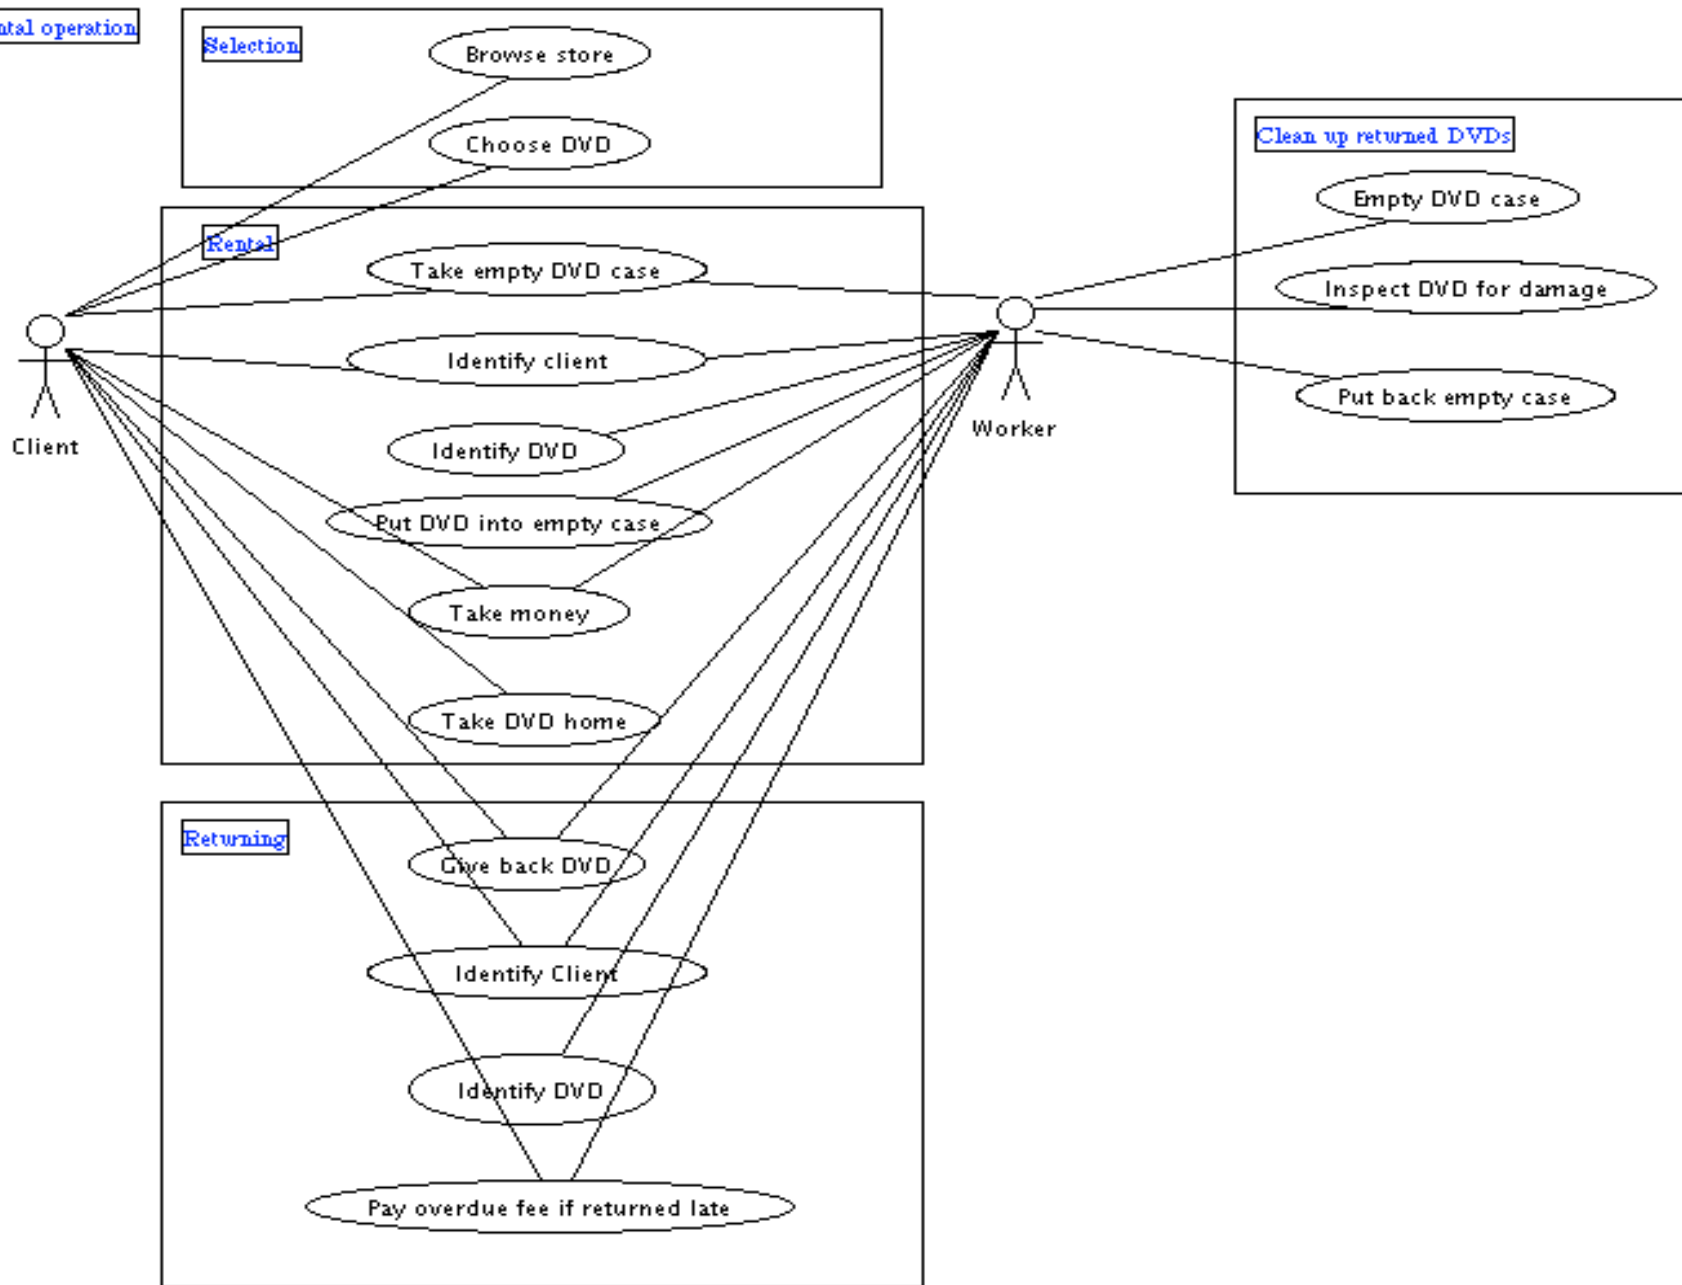 operation
Selection
Browse store
Choose DVD
Rental
Take empty DVD case
Identify client
Identify DVD
Put DVD into empty case
Take money
Take DVD home
Client
Worker
Clean up returned DVDs
Empty DVD case
Inspect DVD for damage
Put back empty case
Returning
Give back DVD
Identify Client
Identify DVD
Pay overdue fee if returned late